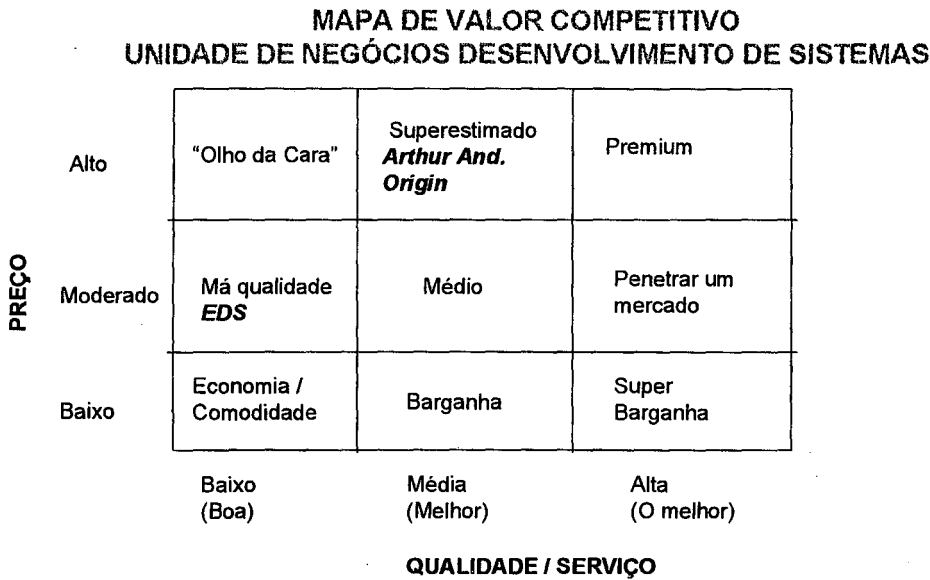 MAPA DE VALOR COMPETITIVO
UNIDADE DE NEGÓCIOS DESENVOLVIMENTO DE SISTEMAS
PREÇO
Alto
"Olho da Cara"
Superestimado
Arthur And.
Origin
Premium
Moderado
Má qualidade
EDS
Médio
Penetrar um
mercado
Baixo
Economia /
Comodidade
Barganha
Super
Barganha
Baixo
(Boa)
Média
(Melhor)
Alta
(O melhor)
QUALIDADE / SERVIÇO